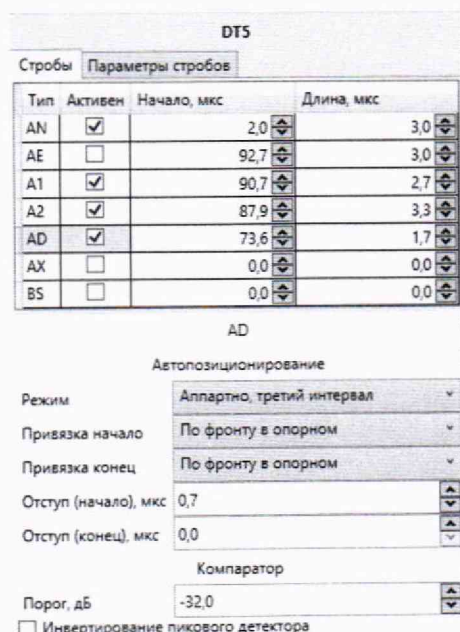 DT5
Стробы Параметры стробов
Тип Активен Начало, мкс Длина, мкс
AN 2,0 3,0
AE 92,7 3,0
A1 90,7 2,7
A2 87,9 3,3
AD 73,6 1,7
AX 0,0 0,0
BS 0,0 0,0
AD
Автопозиционирование
Режим Аппартно, третий интервал
Привязка начало По фронту в опорном
Привязка конец По фронту в опорном
Отступ (начало), мкс 0,7
Отступ (конец), мкс 0,0
Компаратор
Порог, дБ -32,0
Инвертирование пикового детектора